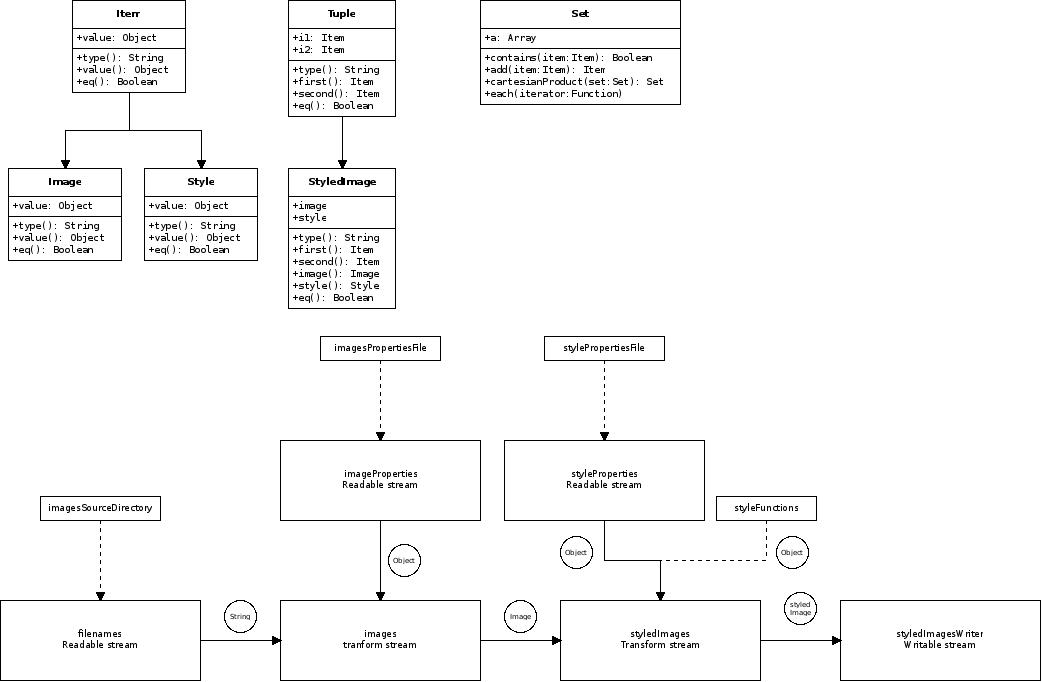 Item
+value: Object
+type(): String
+value(): Object
+eq(): Boolean
Tuple
+i1: Item
+i2: Item
+type(): String
+first(): Item
+second(): Item
+eq(): Boolean
Set
+a: Array
+contains(item:Item): Boolean
+add(item:Item): Item
+cartesianProduct(set:Set): Set
+each(iterator:Function)
Image
+value: Object
+type(): String
+value(): Object
+eq(): Boolean
Style
+value: Object
+type(): String
+value(): Object
+eq(): Boolean
StyledImage
+image
+style
+type(): String
+first(): Item
+second(): Item
+image(): Image
+style(): Style
+eq(): Boolean
imagesPropertiesFile
stylePropertiesFile
imageProperties
Readable stream
styleProperties
Readable stream
imagesSourceDirectory
styleFunctions
Object
Object
Object
String
Image
styled
Image
filenames
Readable stream
images
tranform stream
styledImages
Transform stream
styledImagesWriter
Writable stream